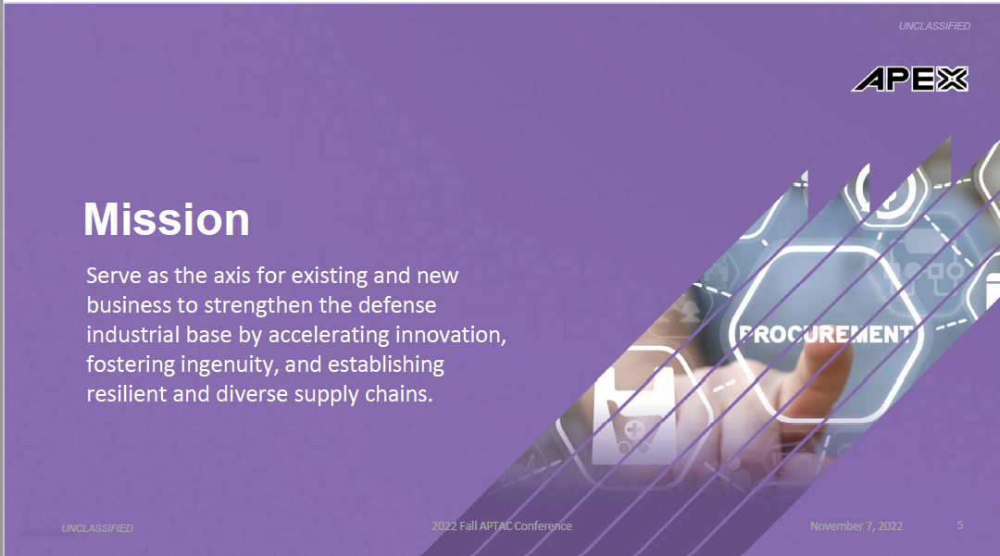 UNCLASSIFIED
APEX
Mission
Serve as the axis for existing and new
business to strengthen the defense
industrial base by accelerating innovation,
fostering ingenuity, and establishing
resilient and diverse supply chains.
PROCUREMENT
UNCLASSIFIED
UNCLASSIFIED
2022 Fall APTAC Conference
November 7, 2022
5